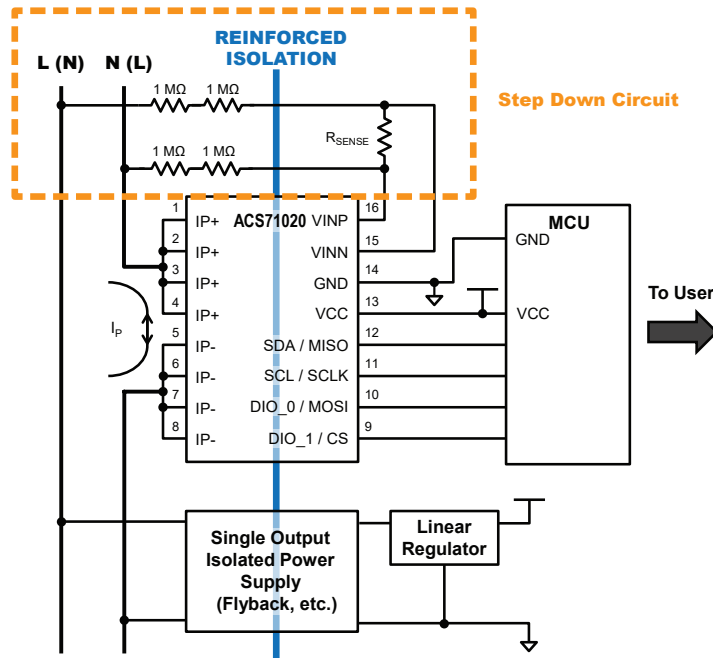 REINFORCED
ISOLATION
L (N) N (L)
1 MΩ 1 MΩ
Step Down Circuit
RSENSE
1 MΩ 1 MΩ
ACS71020
1 IP+
2 IP+
3 IP+
4 IP+
5 IP-
6 IP-
7 IP-
8 IP-
VINP 16
VINN 15
GND 14
VCC 13
SDA / MISO 12
SCL / SCLK 11
DIO_0 / MOSI 10
DIO_1 / CS 9
IP
MCU
GND
VCC
To User
Single Output
Isolated Power
Supply
(Flyback, etc.)
Linear
Regulator